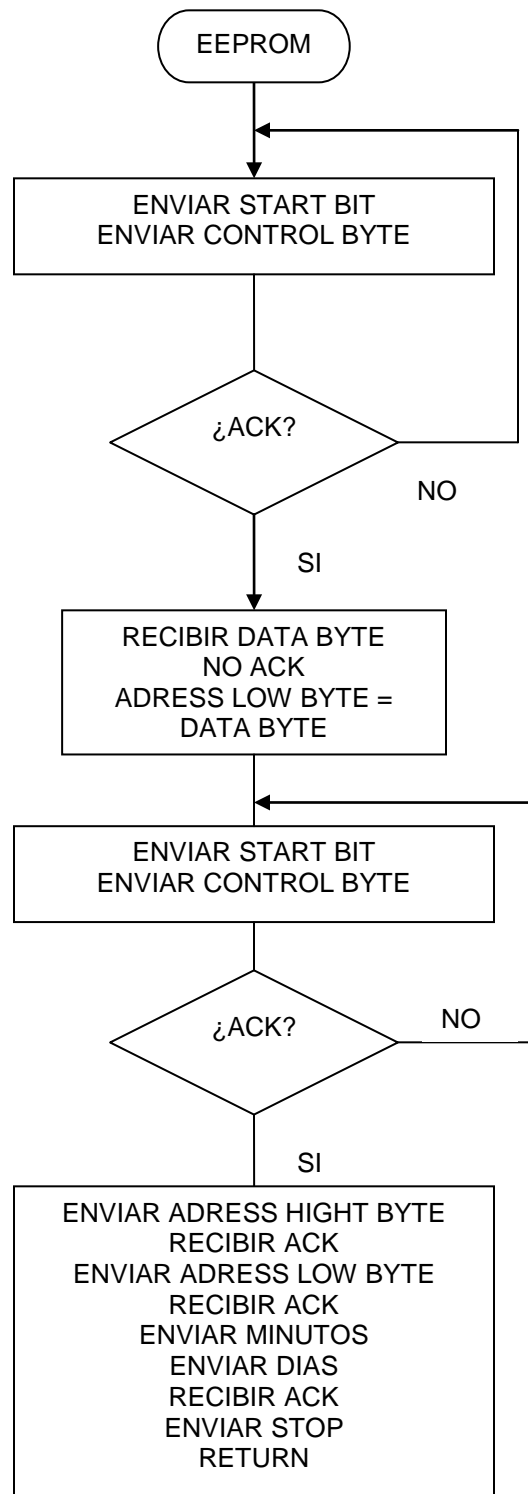 EEPROM
ENVIAR START BIT
ENVIAR CONTROL BYTE
¿ACK?
NO
SI
RECIBIR DATA BYTE
NO ACK
ADRESS LOW BYTE =
DATA BYTE
ENVIAR START BIT
ENVIAR CONTROL BYTE
¿ACK?
NO
SI
ENVIAR ADRESS HIGHT BYTE
RECIBIR ACK
ENVIAR ADRESS LOW BYTE
RECIBIR ACK
ENVIAR MINUTOS
ENVIAR DIAS
RECIBIR ACK
ENVIAR STOP
RETURN